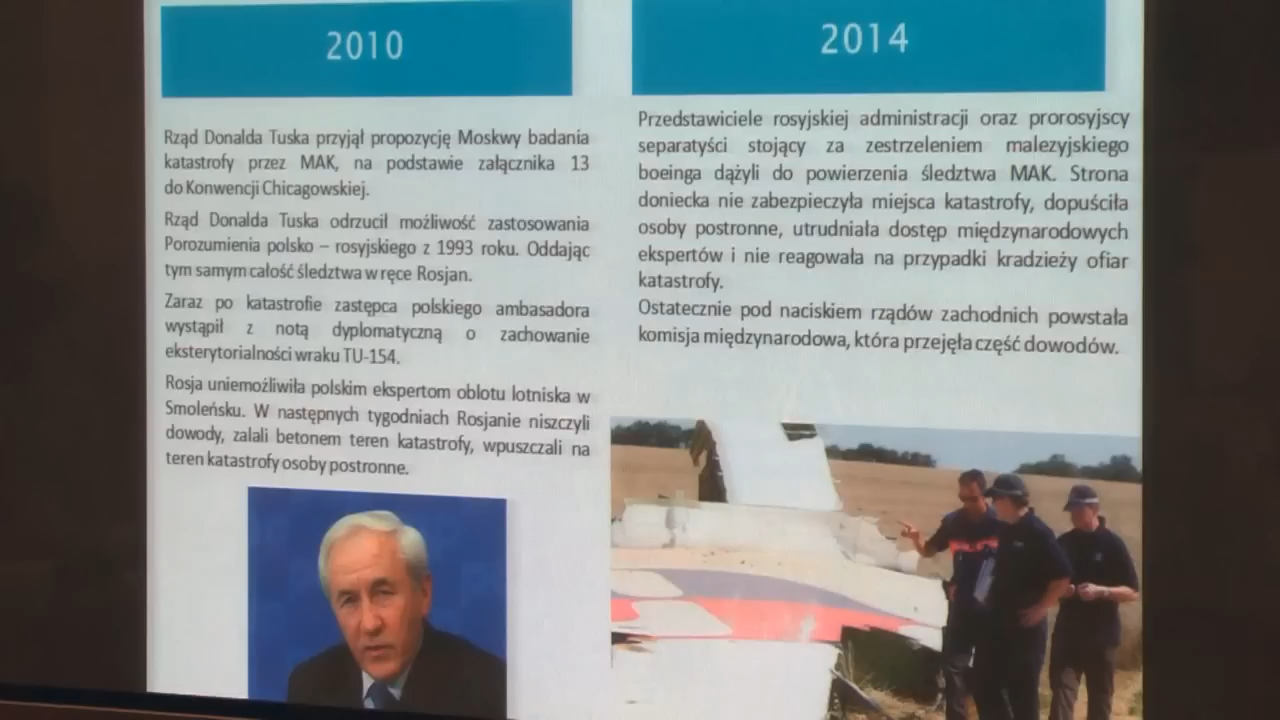 2010
Rząd Donalda Tuska przyjął propozycję Moskwy badania
katastrofy przez MAK, na podstawie załącznika 13
do Konwencji Chicagowskiej.
Rząd Donalda Tuska odrzucił możliwość zastosowania
Porozumienia polsko – rosyjskiego z 1993 roku. Oddając
tym samym całość śledztwa w ręce Rosjan.
Zaraz po katastrofie zastępca polskiego ambasadora
wystąpił z notą dyplomatyczną o zachowanie
eksterytorialności wraku TU-154.
Rosja uniemożliwiła polskim ekspertom oblotu lotniska w
Smoleńsku. W następnych tygodniach Rosjanie niszczyli
dowody, zalali betonem teren katastrofy, wpuszczali na
teren katastrofy osoby postronne.
2014
Przedstawiciele rosyjskiej administracji oraz prorosyjscy
separatyści stojący za zestrzeleniem malezyjskiego
boeinga dążyli do powierzenia śledztwa MAK. Strona
doniecka nie zabezpieczyła miejsca katastrofy, dopuściła
osoby postronne, utrudniała dostęp międzynarodowych
ekspertów i nie reagowała na przypadki kradzieży ofiar
katastrofy.
Ostatecznie pod naciskiem rządów zachodnich powstała
komisja międzynarodowa, która przejęła część dowodów.